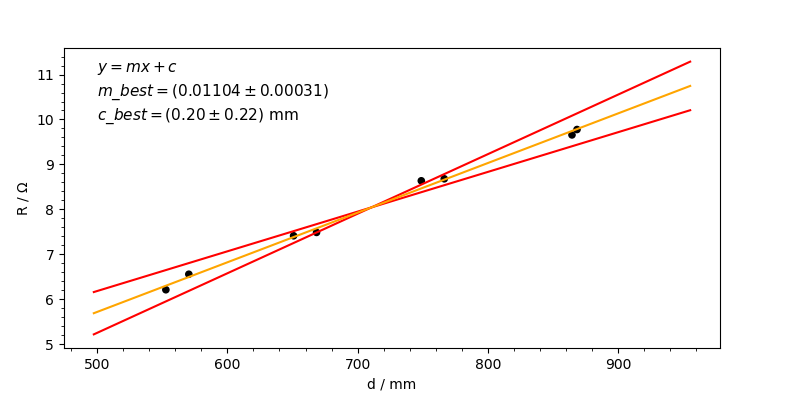 y = mx + c
m_best = (0.01104 ± 0.00031)
c_best = (0.20 ± 0.22) mm
11
10
9
8
7
6
5
R / Ω
500 600 700 800 900
d / mm